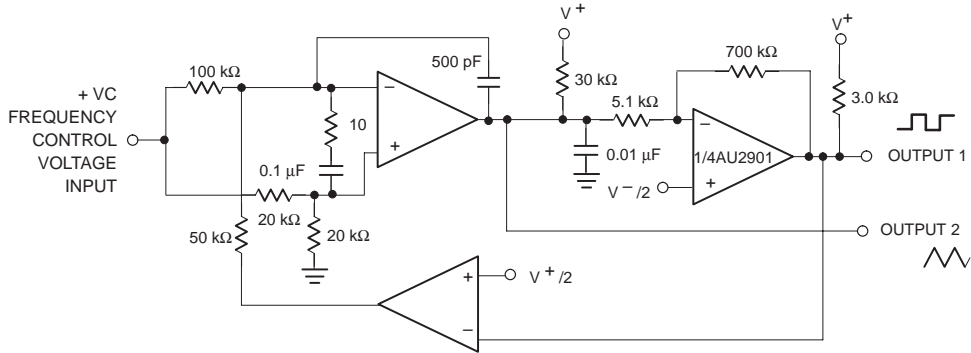 V+
V+
700 kΩ
500 pF
100 kΩ
30 kΩ
5.1 kΩ
3.0 kΩ
+ VC
FREQUENCY
CONTROL
VOLTAGE
INPUT
−
+
10
0.1 µF
0.01 µF
−
1/4AU2901
+
V−/2
OUTPUT 1
20 kΩ
20 kΩ
50 kΩ
OUTPUT 2
+
V+/2
−